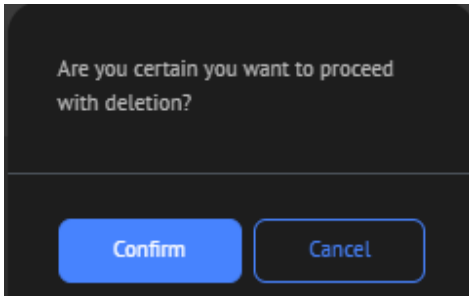 Are you certain you want to proceed
with deletion?
Confirm
Cancel